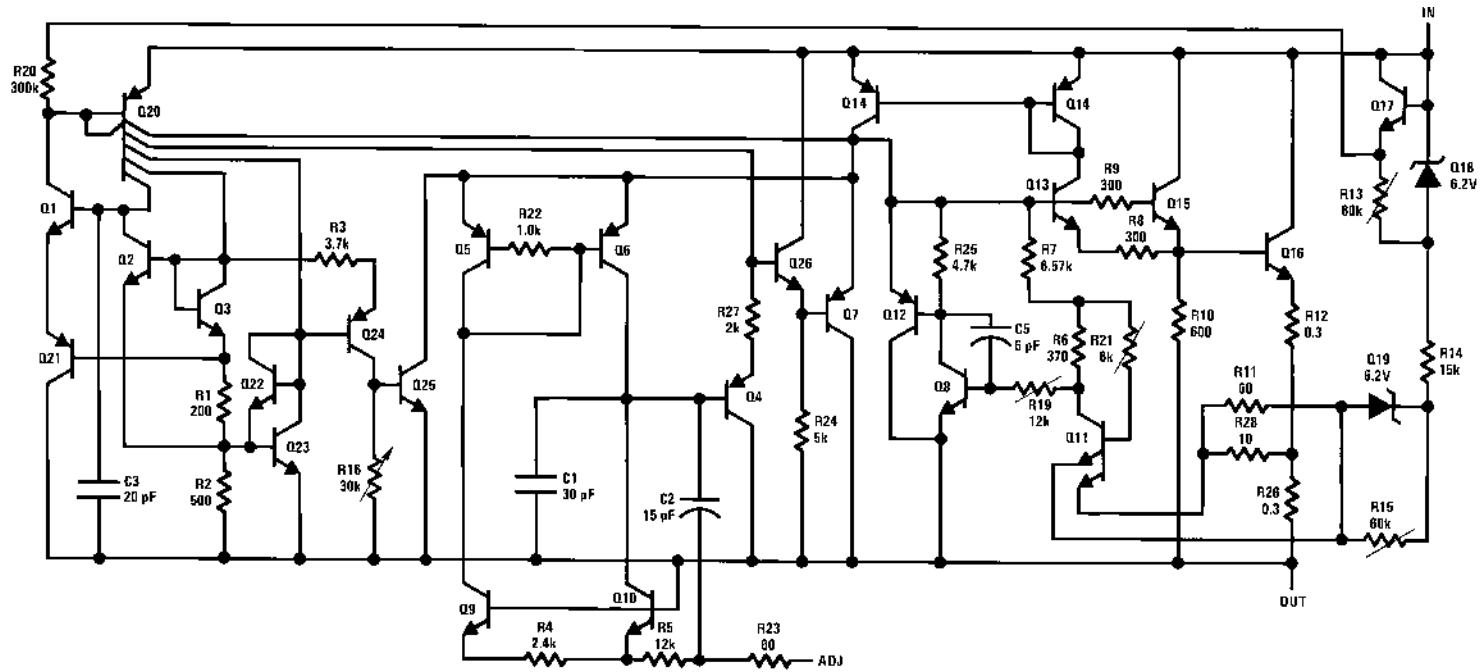 IN
R20
300k
Q20
Q14
Q14
Q17
Q18
6.2V
R13
60k
Q1
Q2
Q3
R3
3.7k
Q5
R22
1.0k
Q6
Q13
R9
300
Q15
R8
300
Q16
Q26
R25
4.7k
R7
6.57k
Q21
Q24
R27
2k
Q7
Q12
C5
5 pF
R6
370
R21
6k
R10
600
R12
0.3
R1
200
Q22
Q25
Q4
Q8
R19
12k
R11
60
Q19
6.2V
R14
15k
C3
20 pF
R2
500
Q23
R16
30k
C1
30 pF
C2
15 pF
R24
5k
Q11
R28
10
R26
0.3
R15
60k
OUT
Q9
Q10
R4
2.4k
R5
12k
R23
80
ADJ